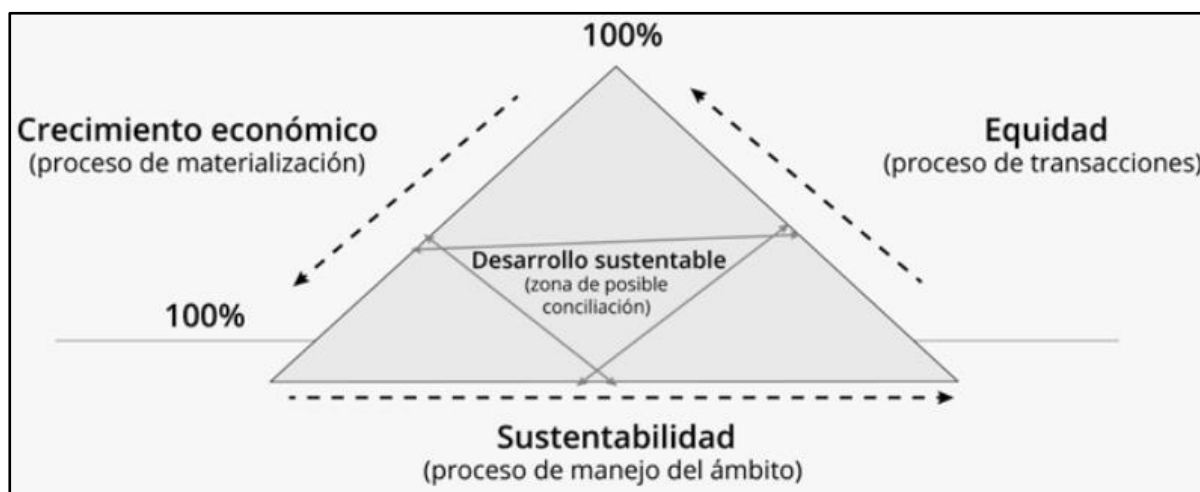 100%
Crecimiento económico
(proceso de materialización)
Equidad
(proceso de transacciones)
Desarrollo sustentable
(zona de posible
conciliación)
100%
Sustentabilidad
(proceso de manejo del ámbito)